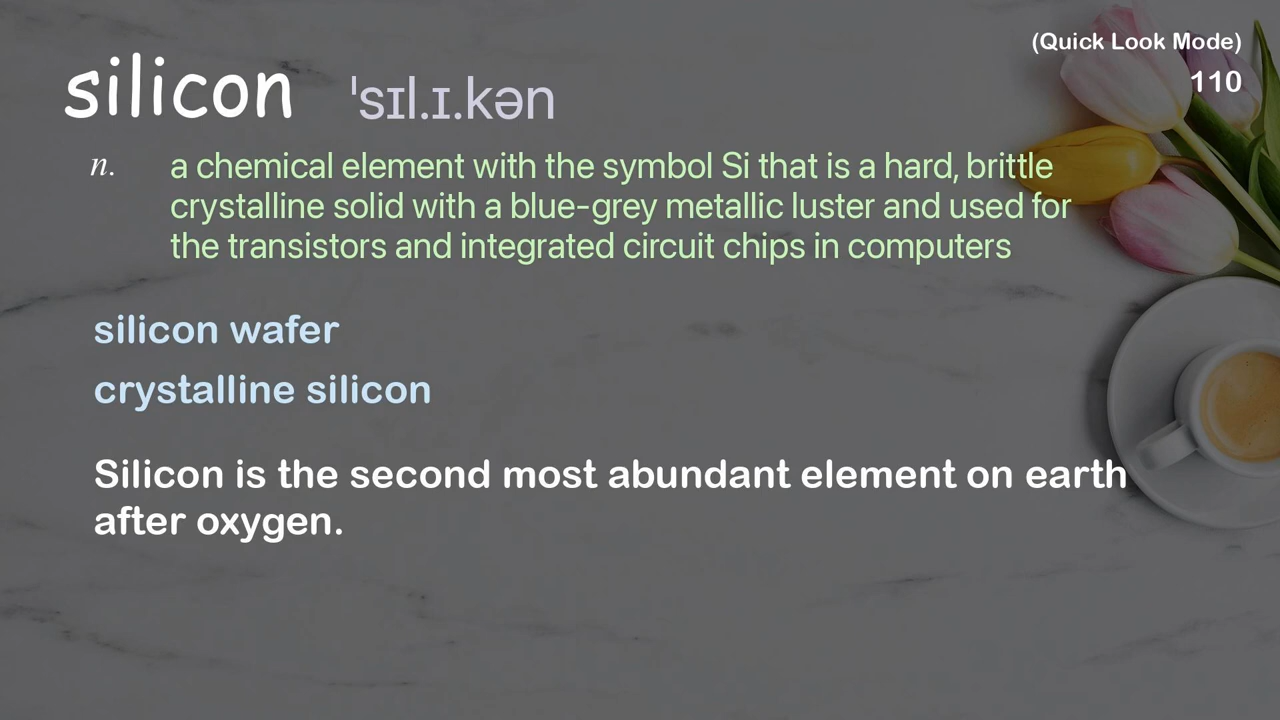 (Quick Look Mode)
110
silicon ˈsɪl.ɪ.kən
n. a chemical element with the symbol Si that is a hard, brittle
crystalline solid with a blue-grey metallic luster and used for
the transistors and integrated circuit chips in computers
silicon wafer
crystalline silicon
Silicon is the second most abundant element on earth
after oxygen.